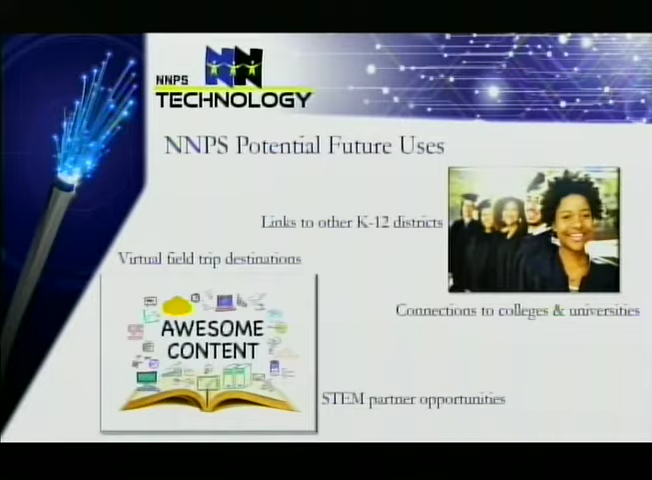 NNPS
TECHNOLOGY
NNPS Potential Future Uses
Links to other K-12 districts
Virtual field trip destinations
Connections to colleges & universities
AWESOME
CONTENT
STEM partner opportunities